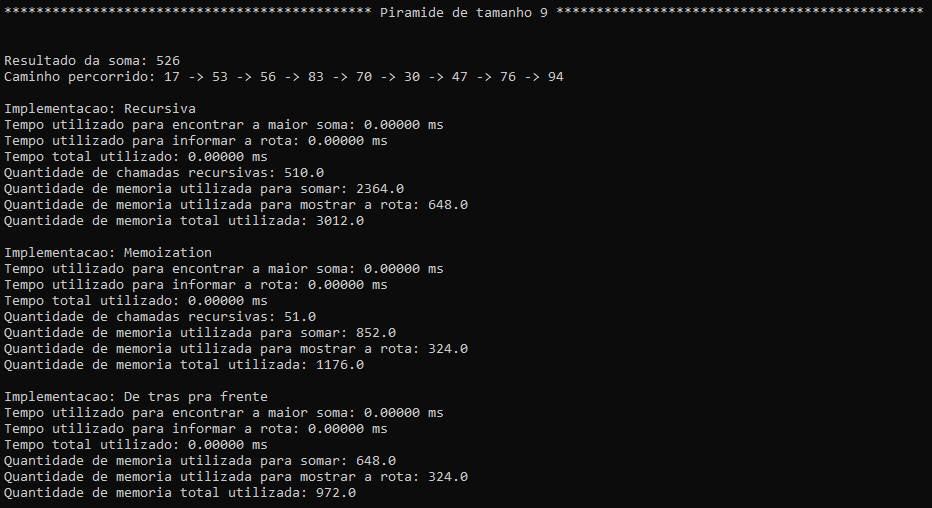 ********************************************** Piramide de tamanho 9 **********************************************
Resultado da soma: 526
Caminho percorrido: 17 -> 53 -> 56 -> 83 -> 70 -> 30 -> 47 -> 76 -> 94
Implementacao: Recursiva
Tempo utilizado para encontrar a maior soma: 0.00000 ms
Tempo utilizado para informar a rota: 0.00000 ms
Tempo total utilizado: 0.00000 ms
Quantidade de chamadas recursivas: 510.0
Quantidade de memoria utilizada para somar: 2364.0
Quantidade de memoria utilizada para mostrar a rota: 648.0
Quantidade de memoria total utilizada: 3012.0
Implementacao: Memoization
Tempo utilizado para encontrar a maior soma: 0.00000 ms
Tempo utilizado para informar a rota: 0.00000 ms
Tempo total utilizado: 0.00000 ms
Quantidade de chamadas recursivas: 51.0
Quantidade de memoria utilizada para somar: 852.0
Quantidade de memoria utilizada para mostrar a rota: 324.0
Quantidade de memoria total utilizada: 1176.0
Implementacao: De tras pra frente
Tempo utilizado para encontrar a maior soma: 0.00000 ms
Tempo utilizado para informar a rota: 0.00000 ms
Tempo total utilizado: 0.00000 ms
Quantidade de memoria utilizada para somar: 648.0
Quantidade de memoria utilizada para mostrar a rota: 324.0
Quantidade de memoria total utilizada: 972.0